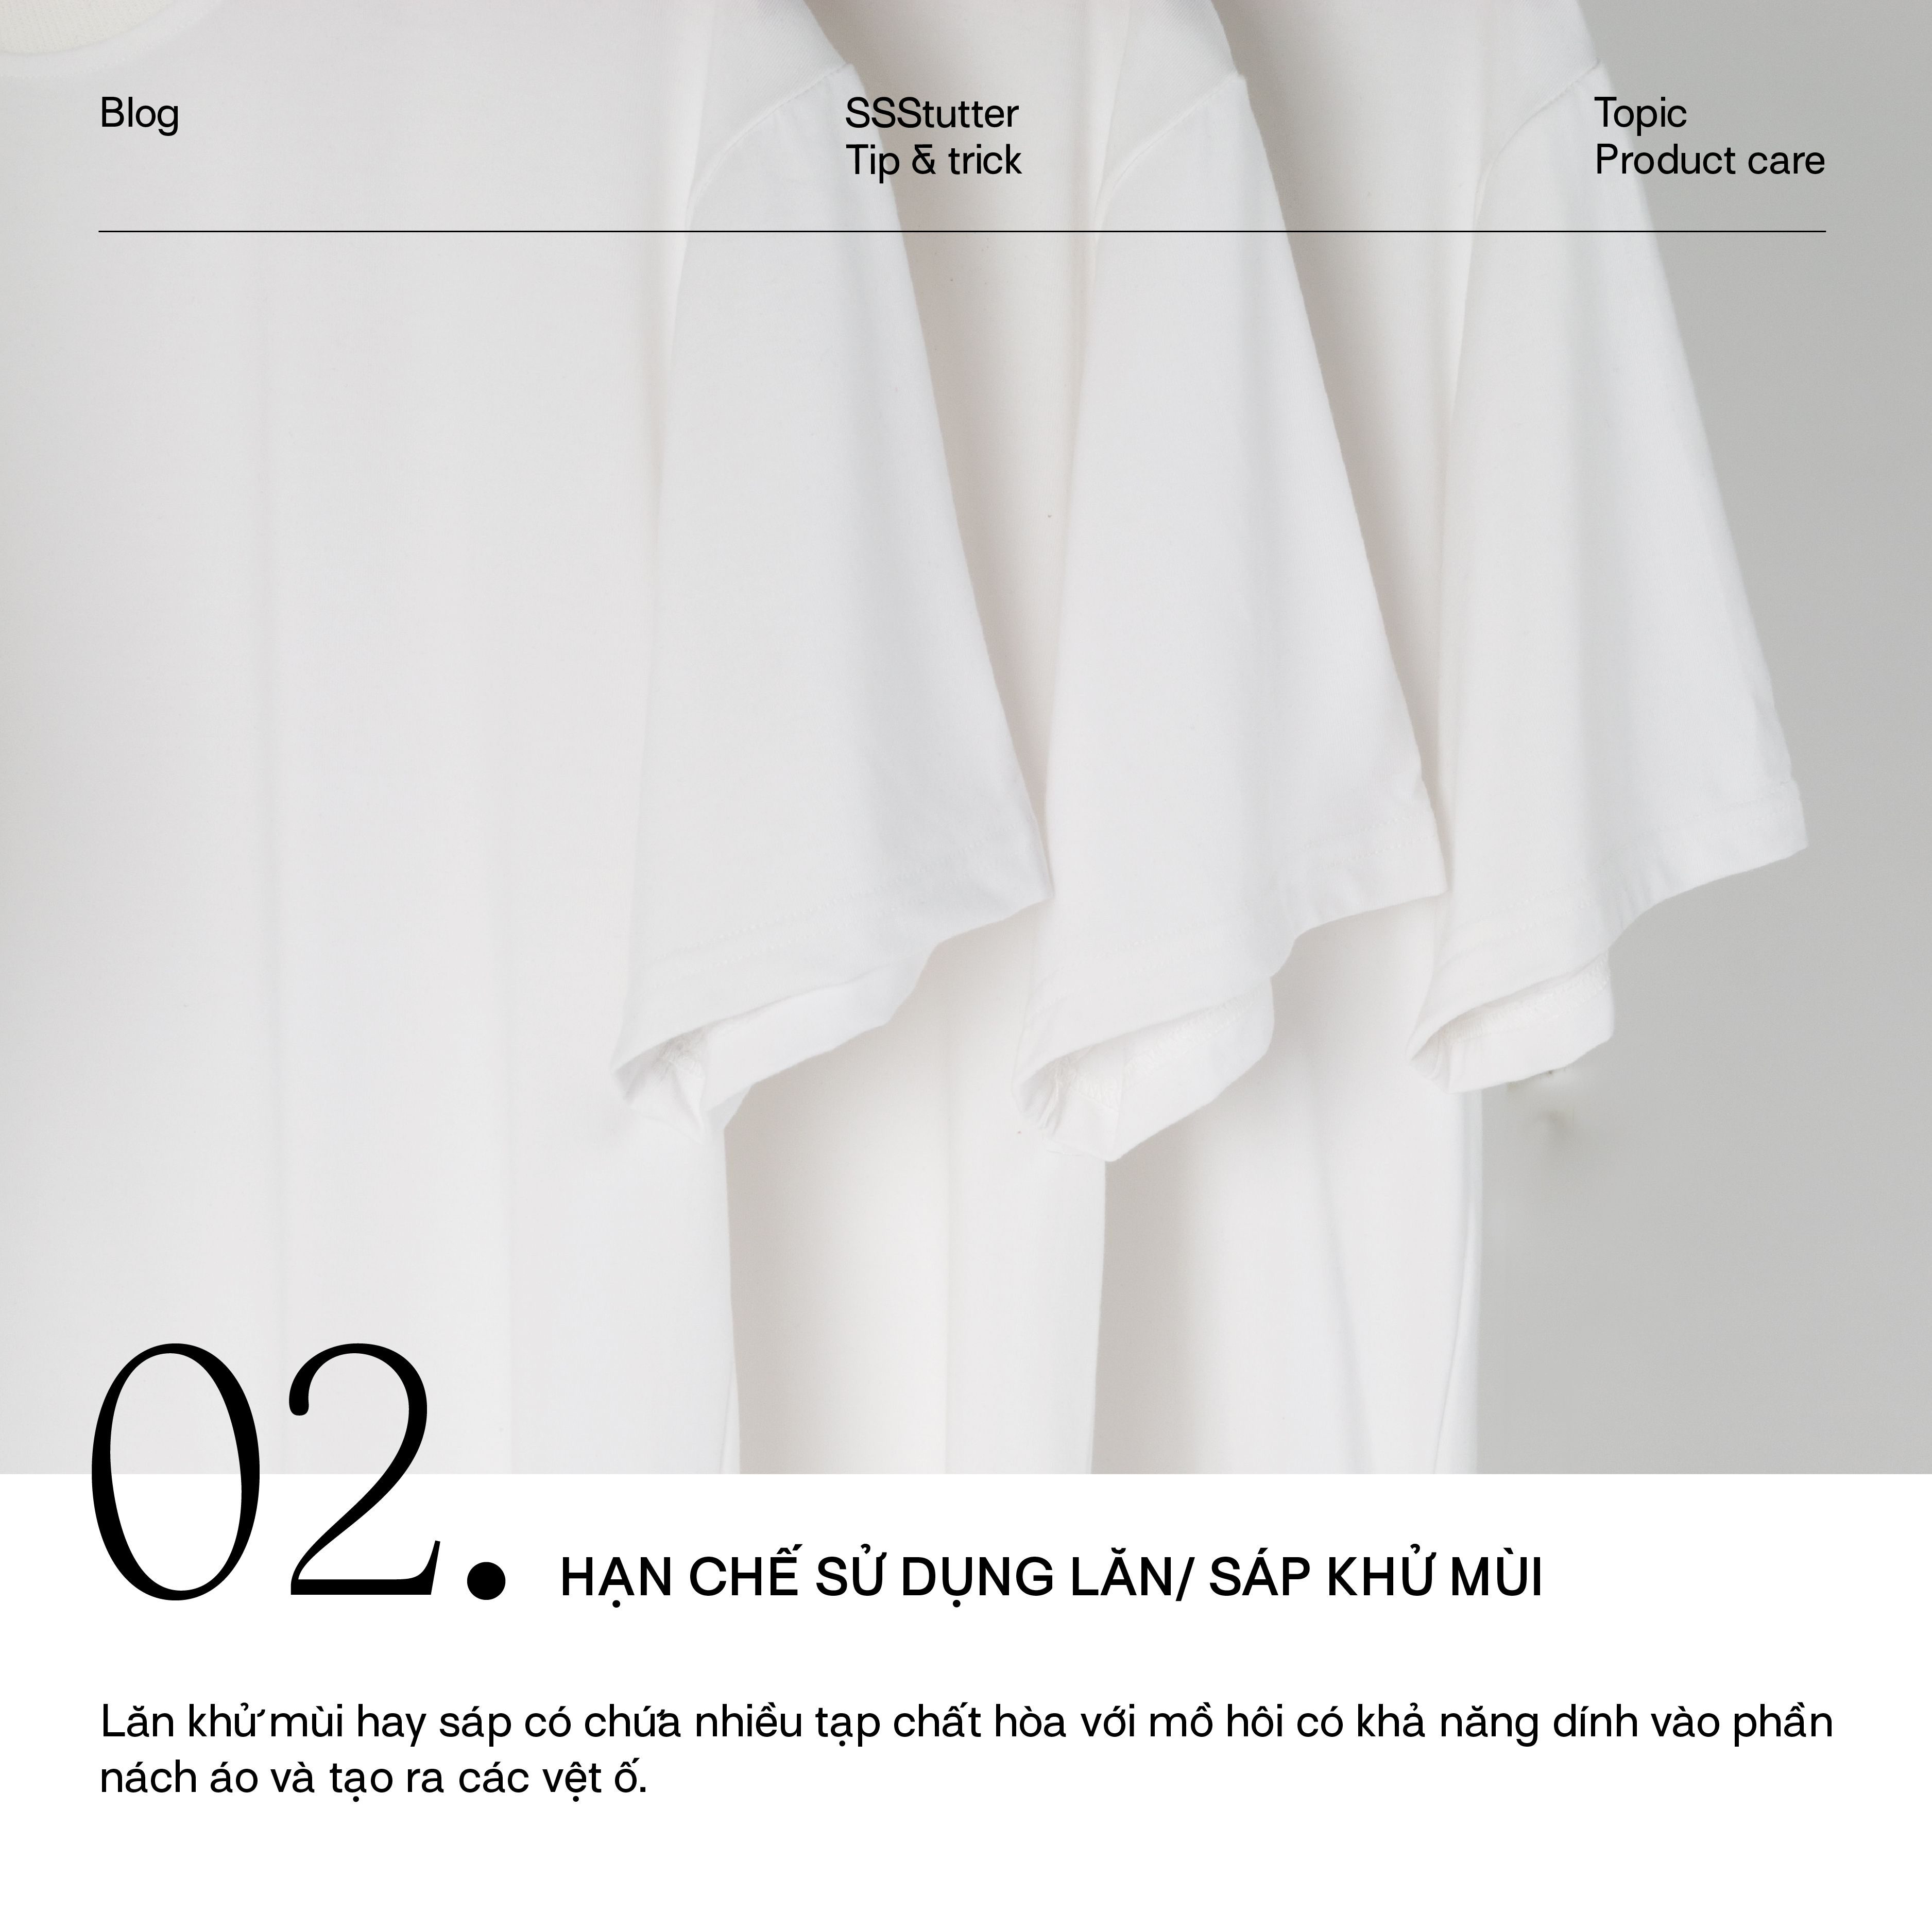 Blog
SSStutter
Tip & trick
Topic
Product care
02.
HẠN CHẾ SỬ DỤNG LĂN/ SÁP KHỬ MÙI
Lăn khử mùi hay sáp có chứa nhiều tạp chất hòa với mồ hôi có khả năng dính vào phần
nách áo và tạo ra các vệt ố.